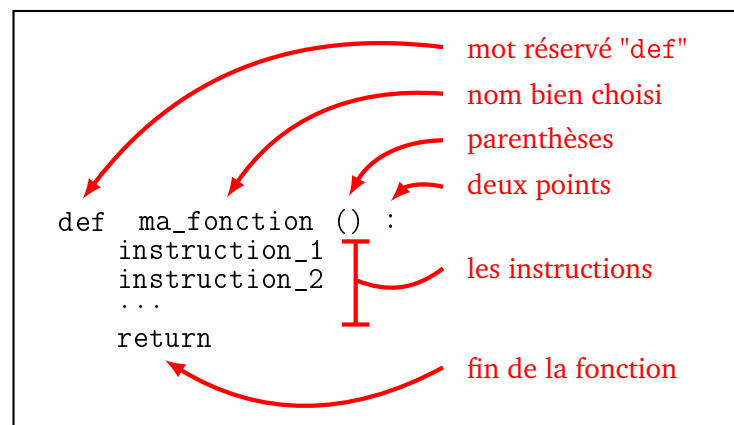 mot réservé "def"
nom bien choisi
parenthèses
deux points
def ma_fonction () :
instruction_1
instruction_2
les instructions
...
return
fin de la fonction